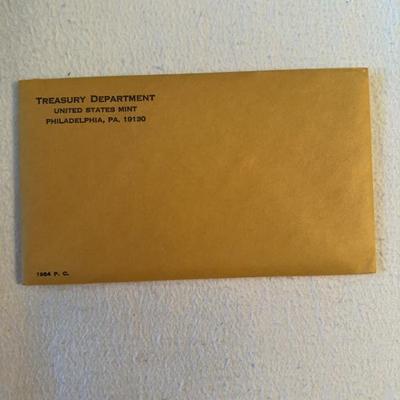 TREASURY DEPARTMENT
UNITED STATES MINT
PHILADELPHIA, PA. 19130
1964 P. C.